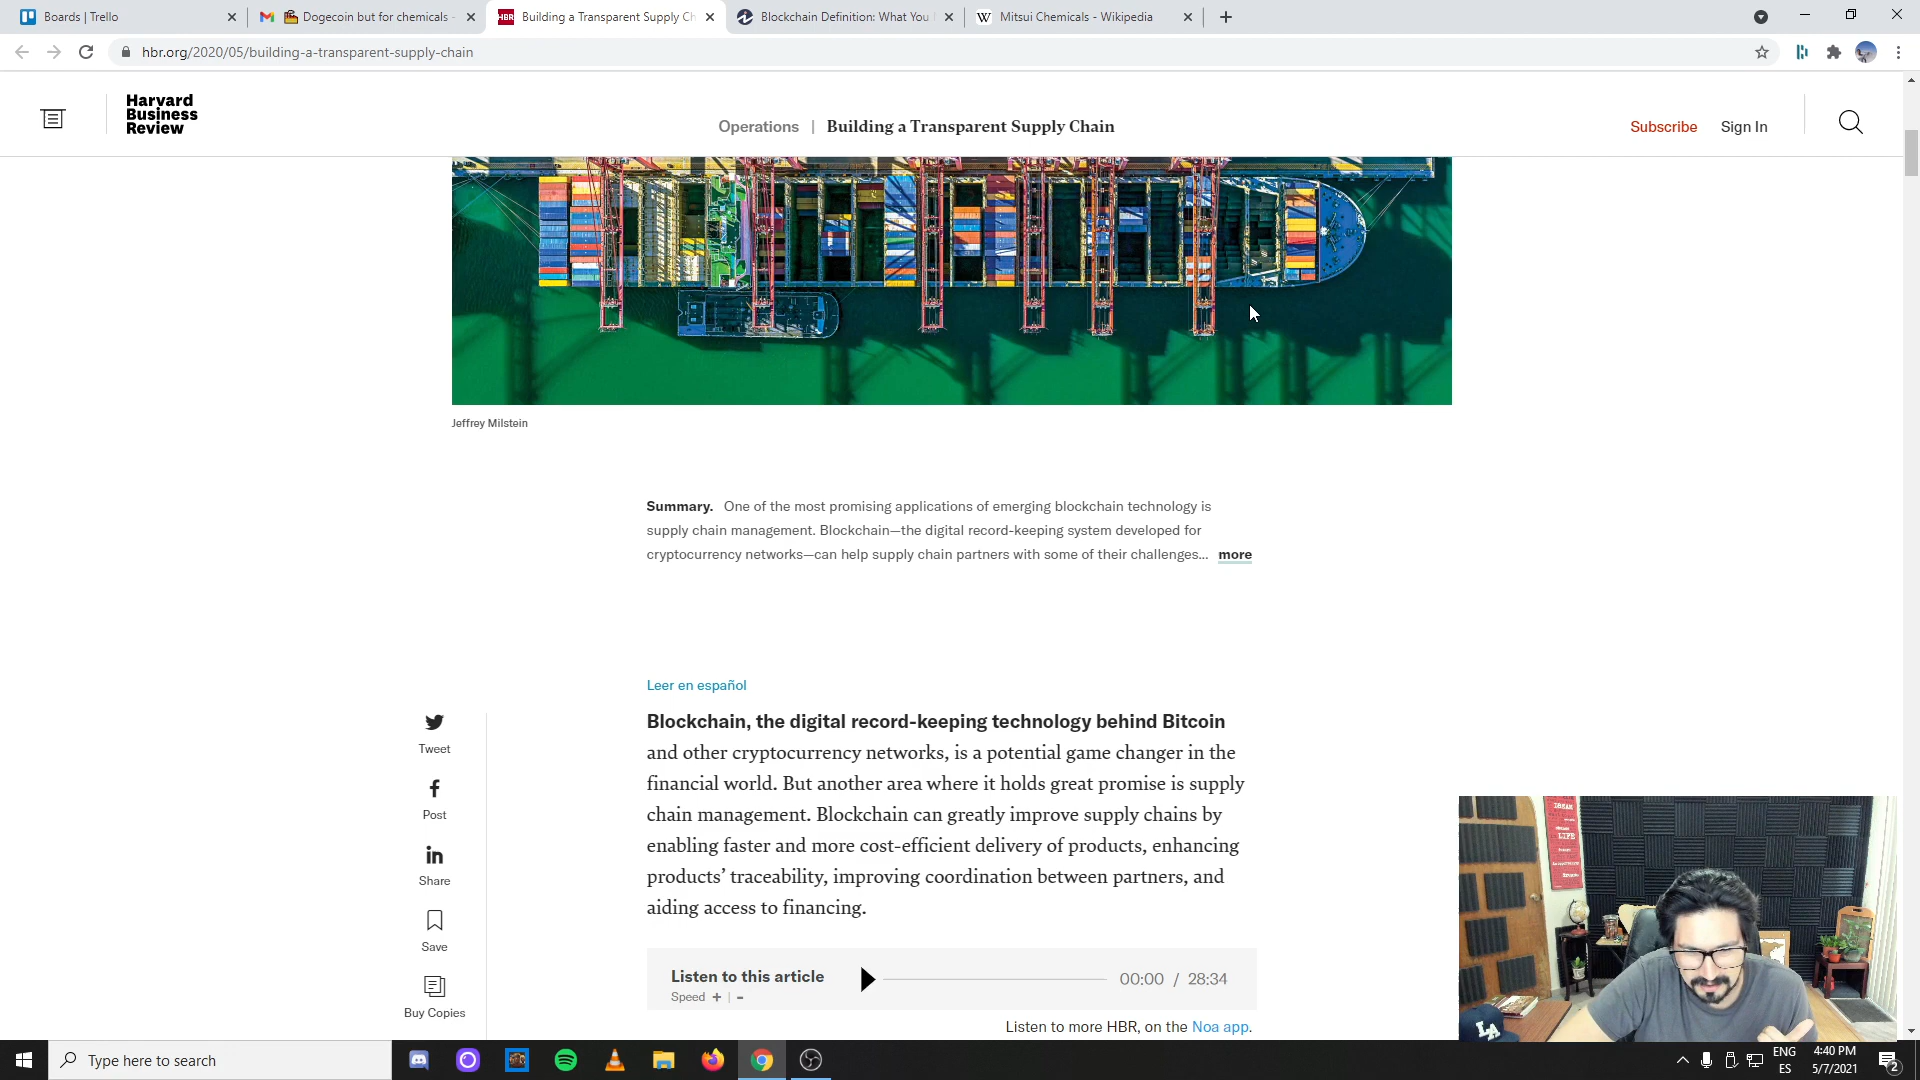 Boards | Trello
Dogecoin but for chemicals -
HBR
Building a Transparent Supply Ch
Blockchain Definition: What You
W
Mitsui Chemicals - Wikipedia
hbr.org/2020/05/building-a-transparent-supply-chain
Harvard
Business
Review
Operations | Building a Transparent Supply Chain
Subscribe
Sign In
Jeffrey Milstein
Summary. One of the most promising applications of emerging blockchain technology is
supply chain management. Blockchain—the digital record-keeping system developed for
cryptocurrency networks—can help supply chain partners with some of their challenges... more
Leer en español
Blockchain, the digital record-keeping technology behind Bitcoin
and other cryptocurrency networks, is a potential game changer in the
financial world. But another area where it holds great promise is supply
chain management. Blockchain can greatly improve supply chains by
enabling faster and more cost-efficient delivery of products, enhancing
products’ traceability, improving coordination between partners, and
aiding access to financing.
Tweet
Post
Share
Save
Buy Copies
Listen to this article
Speed + | -
00:00 / 28:34
Listen to more HBR, on the Noa app.
LIFE
LA
Type here to search
ENG
ES
4:40 PM
5/7/2021
2